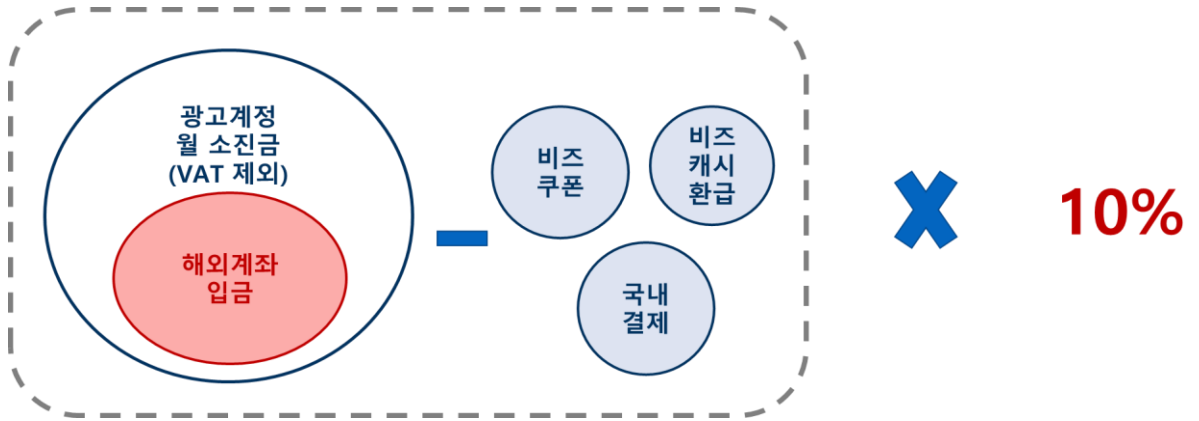 광고계정
월 소진금
(VAT 제외)
해외계좌
입금
비즈
쿠폰
비즈
캐시
환급
국내
결제
10%